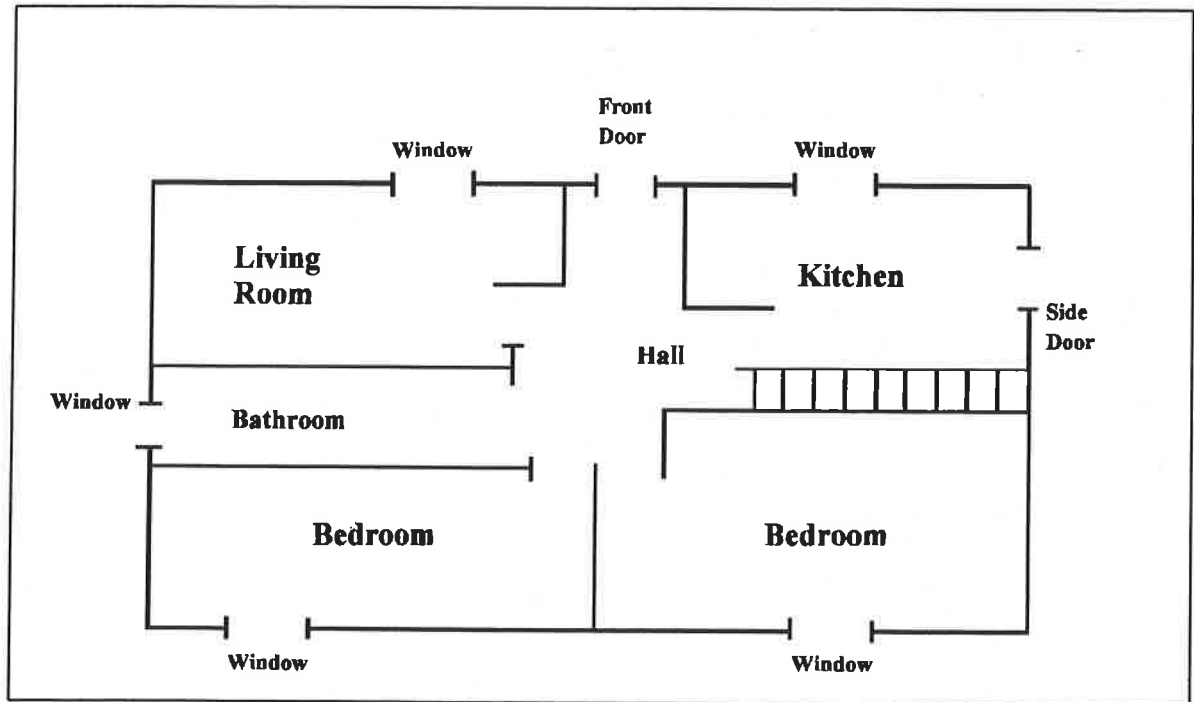 Front
Door
Window
Window
Living
Room
Kitchen
Side
Door
Hall
Window
Bathroom
Bedroom
Bedroom
Window
Window